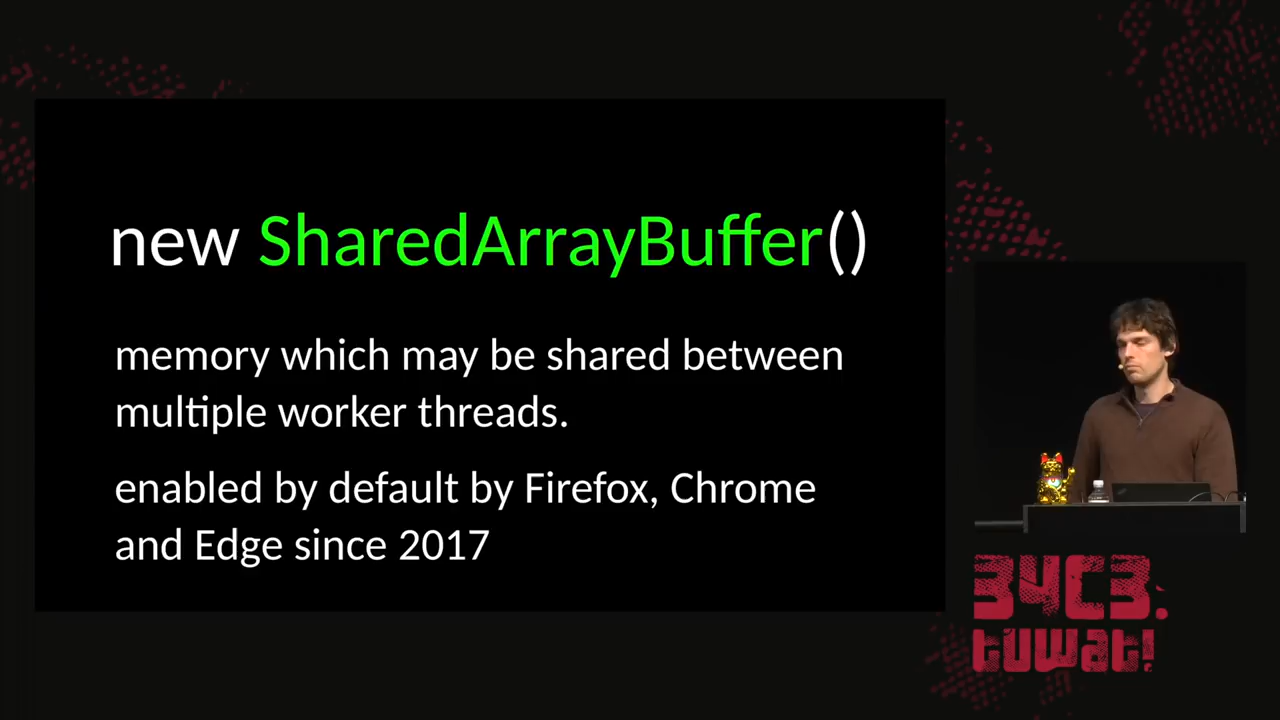 new SharedArrayBuffer()
memory which may be shared between
multiple worker threads.
enabled by default by Firefox, Chrome
and Edge since 2017
34C3.
tuwat!